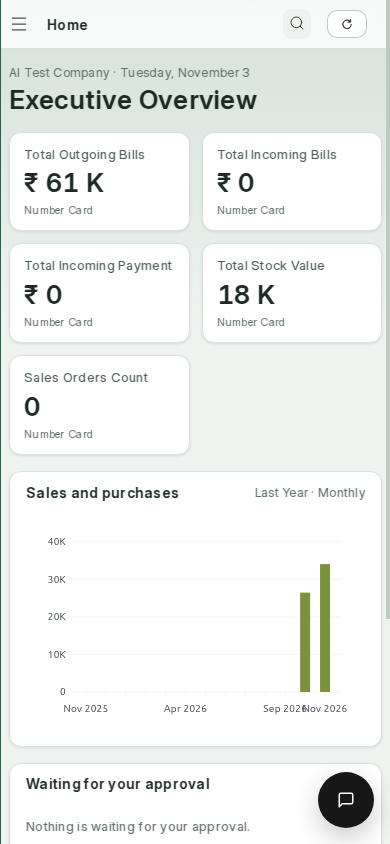 Home
AI Test Company · Tuesday, November 3
Executive Overview
Total Outgoing Bills
₹ 61 K
Number Card
Total Incoming Bills
₹ 0
Number Card
Total Incoming Payment
₹ 0
Number Card
Total Stock Value
18 K
Number Card
Sales Orders Count
0
Number Card
Sales and purchases
Last Year · Monthly
40K
30K
20K
10K
0
Nov 2025
Apr 2026
Sep 2026
Nov 2026
Waiting for your approval
Nothing is waiting for your approval.